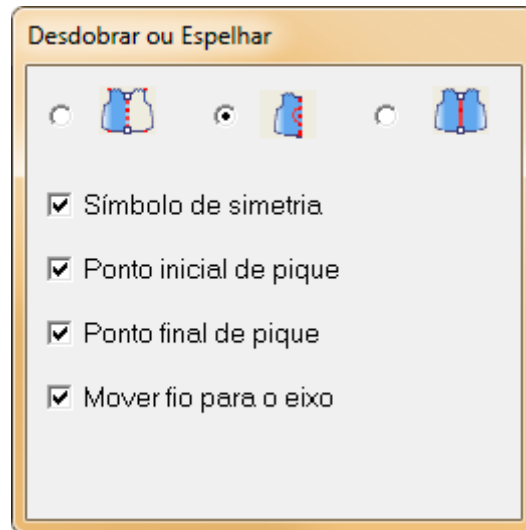 Desdobrar ou Espelhar
Símbolo de simetria
Ponto inicial de pique
Ponto final de pique
Mover fio para o eixo